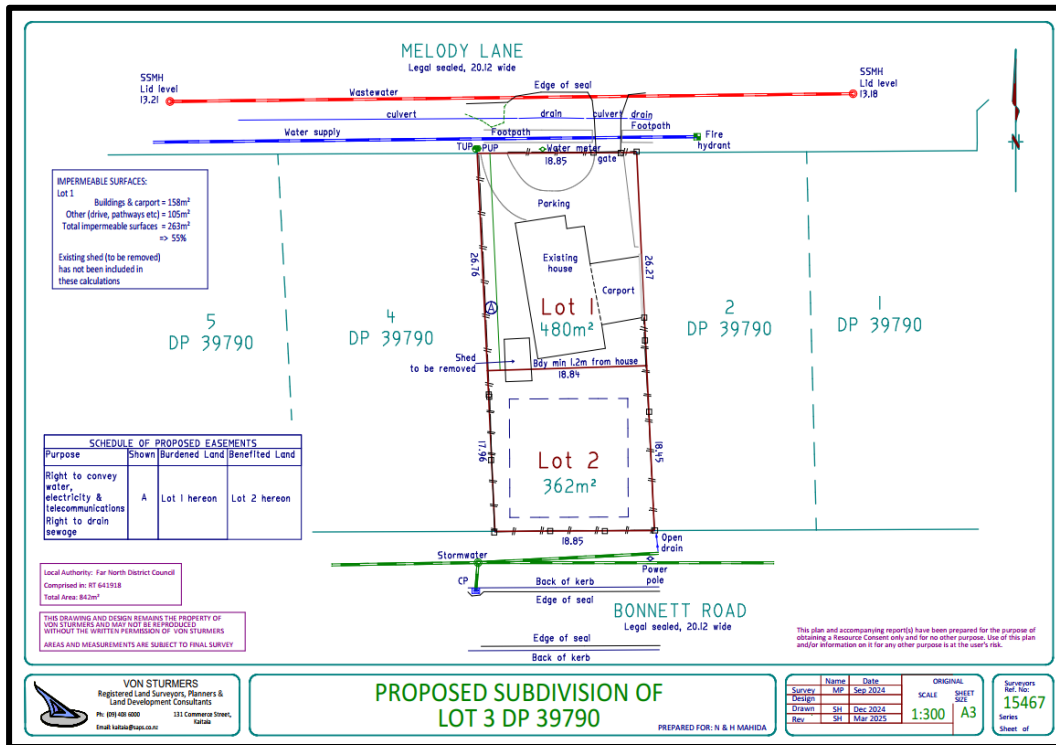 MELODY LANE
Legal sealed, 20.12 wide
SSMH
Lid level
13.21
Wastewater
Edge of seal
SSMH
Lid level
13.18
culvert
drain
culvert
drain
Water supply
Footpath
Footpath
Fire
hydrant
TUP
PUP
Water meter
18.85
gate
IMPERMEABLE SURFACES:
Lot 1
Buildings & carport = 158m²
Other (drive, pathways etc) = 105m²
Total impermeable surfaces = 263m²
=> 55%
Existing shed (to be removed)
has not been included in
these calculations
Parking
Existing
house
26.76
26.27
Carport
A
Lot 1
480m²
5
DP 39790
4
DP 39790
2
DP 39790
1
DP 39790
Shed
to be removed
Bdy min 1.2m from house
18.84
17.96
18.45
Lot 2
362m²
18.85
SCHEDULE OF PROPOSED EASEMENTS
Purpose Shown Burdened Land Benefited Land
Right to convey
water,
electricity &
telecommunications
Right to drain
sewage
A Lot 1 hereon Lot 2 hereon
Open
drain
Stormwater
Power
pole
CP
Back of kerb
Edge of seal
BONNETT ROAD
Legal sealed, 20.12 wide
Edge of seal
Back of kerb
Local Authority: Far North District Council
Comprised in: RT 641918
Total Area: 842m²
THIS DRAWING AND DESIGN REMAINS THE PROPERTY OF
VON STURMERS AND MAY NOT BE REPRODUCED
WITHOUT THE WRITTEN PERMISSION OF VON STURMERS
AREAS AND MEASUREMENTS ARE SUBJECT TO FINAL SURVEY
This plan and accompanying report(s) have been prepared for the purpose of
obtaining a Resource Consent only and for no other purpose. Use of this plan
and/or information on it for any other purpose is at the user's risk.
VON STURMERS
Registered Land Surveyors, Planners &
Land Development Consultants
Ph: (09) 408 6000
131 Commerce Street,
Kaitaia
Email: kaitaia@saps.co.nz
PROPOSED SUBDIVISION OF
LOT 3 DP 39790
PREPARED FOR: N & H MAHIDA
Name Date
Survey MP Sep 2024
Design
Drawn SH Dec 2024
Rev SH Mar 2025
ORIGINAL
SCALE
SHEET
SIZE
1:300
A3
Surveyors
Ref. No:
15467
Series
Sheet of